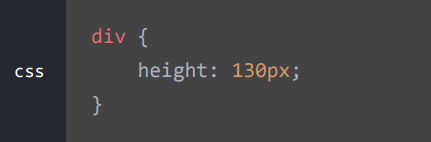 div {
css
    height: 130px;
}